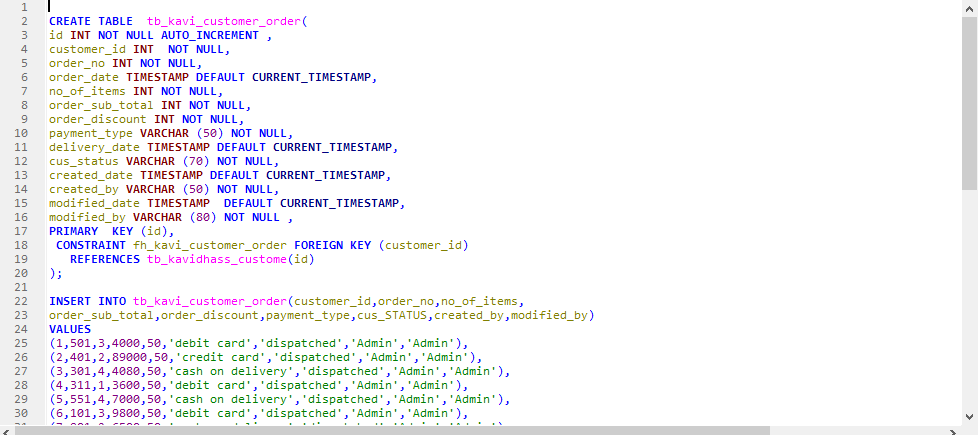 1
2 CREATE TABLE  tb_kavi_customer_order(
3 id INT NOT NULL AUTO_INCREMENT ,
4 customer_id INT  NOT NULL,
5 order_no INT NOT NULL,
6 order_date TIMESTAMP DEFAULT CURRENT_TIMESTAMP,
7 no_of_items INT NOT NULL,
8 order_sub_total INT NOT NULL,
9 order_discount INT NOT NULL,
10 payment_type VARCHAR (50) NOT NULL,
11 delivery_date TIMESTAMP DEFAULT CURRENT_TIMESTAMP,
12 cus_status VARCHAR (70) NOT NULL,
13 created_date TIMESTAMP DEFAULT CURRENT_TIMESTAMP,
14 created_by VARCHAR (50) NOT NULL,
15 modified_date TIMESTAMP  DEFAULT CURRENT_TIMESTAMP,
16 modified_by VARCHAR (80) NOT NULL ,
17 PRIMARY  KEY (id),
18  CONSTRAINT fh_kavi_customer_order FOREIGN KEY (customer_id)
19    REFERENCES tb_kavidhass_custome(id)
20 );
21
22 INSERT INTO tb_kavi_customer_order(customer_id,order_no,no_of_items,
23 order_sub_total,order_discount,payment_type,cus_STATUS,created_by,modified_by)
24 VALUES
25 (1,501,3,4000,50,'debit card','dispatched','Admin','Admin'),
26 (2,401,2,89000,50,'credit card','dispatched','Admin','Admin'),
27 (3,301,4,4080,50,'cash on delivery','dispatched','Admin','Admin'),
28 (4,311,1,3600,50,'debit card','dispatched','Admin','Admin'),
29 (5,551,4,7000,50,'cash on delivery','dispatched','Admin','Admin'),
30 (6,101,3,9800,50,'debit card','dispatched','Admin','Admin'),